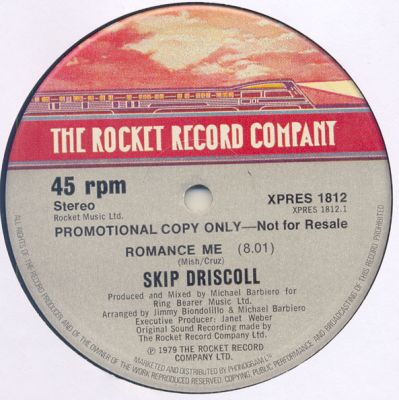 THE ROCKET RECORD COMPANY
45 rpm
Stereo
Rocket Music Ltd.
XPRES 1812
XPRES 1812.1
PROMOTIONAL COPY ONLY—Not for Resale
ROMANCE ME (8.01)
(Mish/Cruz)
SKIP DRISCOLL
Produced and Mixed by Michael Barbiero for
Ring Bearer Music Ltd.
Arranged by Jimmy Biondolillo & Michael Barbiero
Executive Producer: Janet Weber
Original Sound Recording made by
The Rocket Record Company Ltd.
℗ 1979 THE ROCKET RECORD
COMPANY LTD.
MARKETED AND DISTRIBUTED BY PHONOGRAM LTD.
ALL RIGHTS OF THE RECORD PRODUCER AND OF THE OWNER OF THE WORK REPRODUCED RESERVED. COPYING, PUBLIC PERFORMANCE AND BROADCASTING OF THIS RECORD PROHIBITED